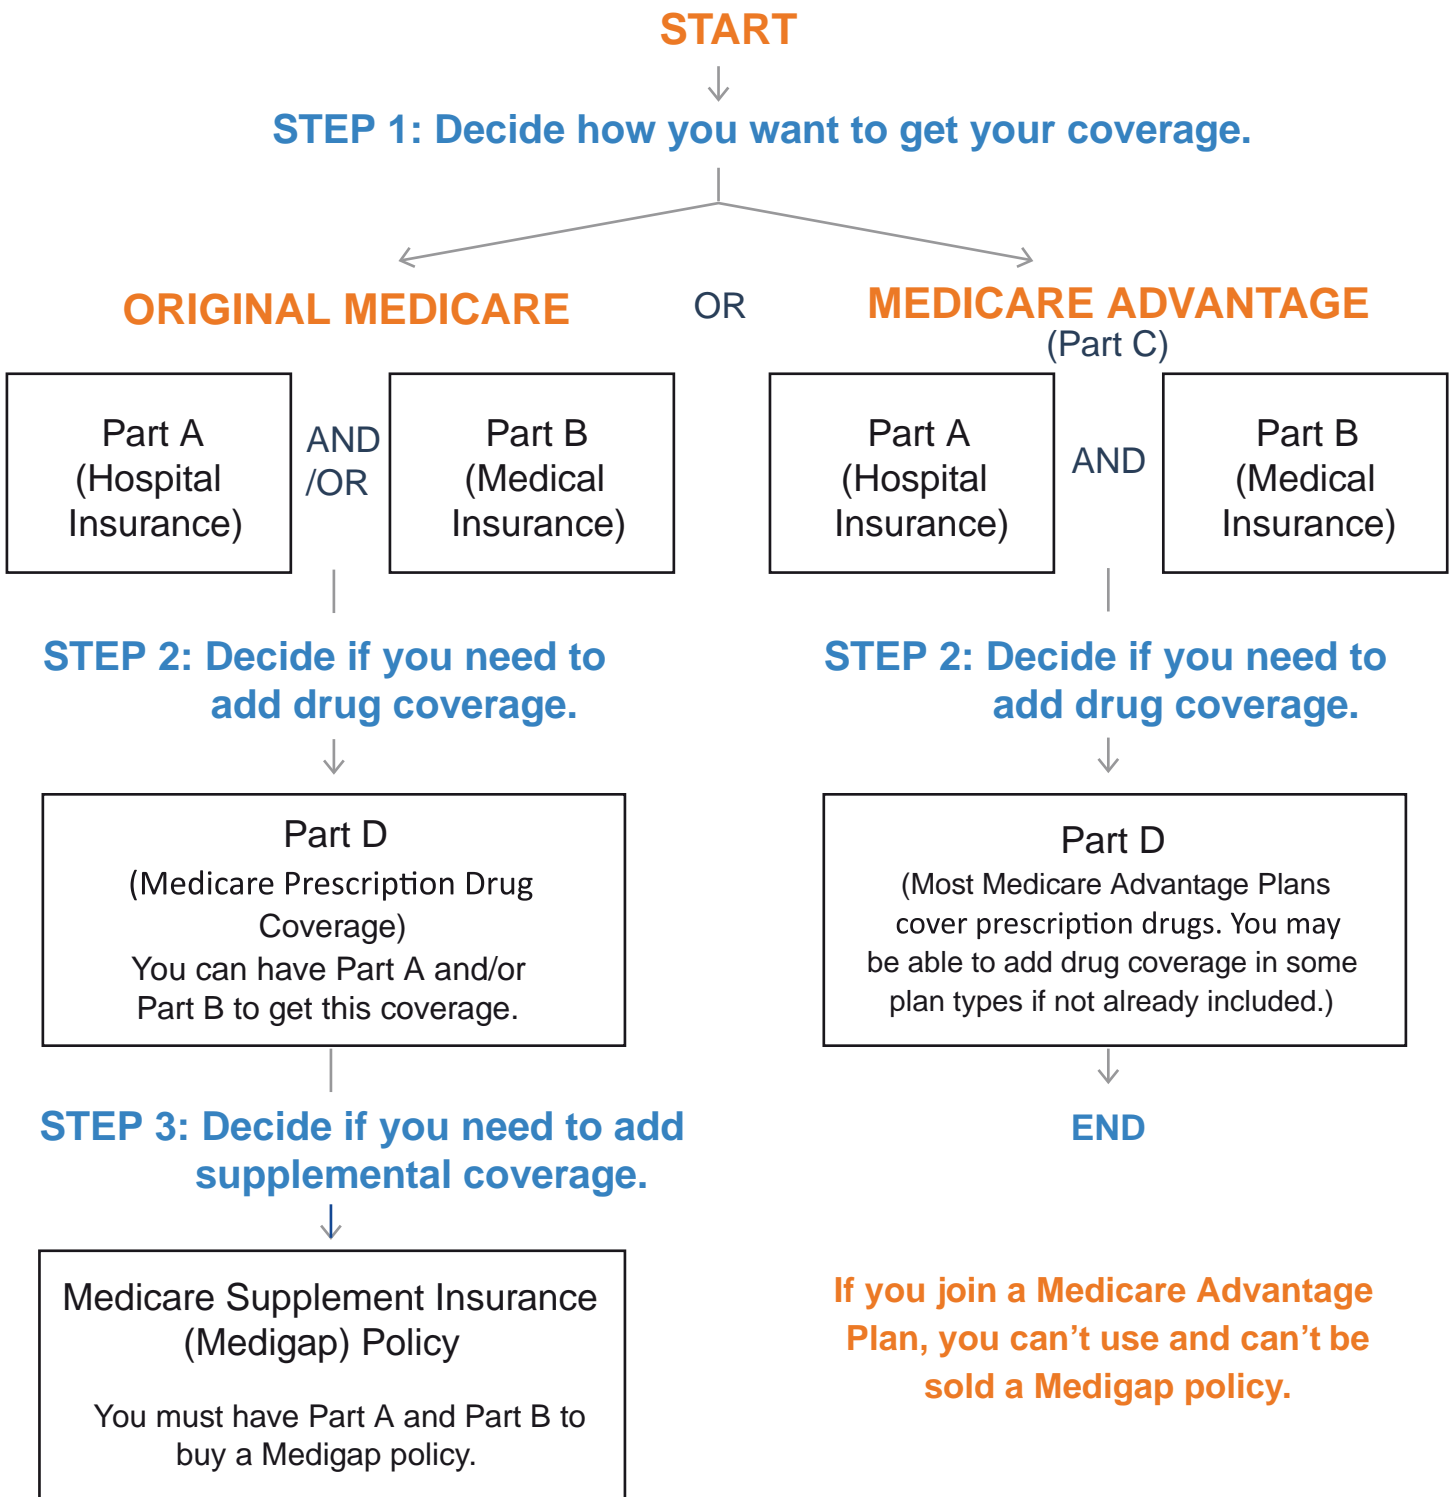 START
STEP 1: Decide how you want to get your coverage.
ORIGINAL MEDICARE
OR
MEDICARE ADVANTAGE
(Part C)
Part A
(Hospital
Insurance)
AND
/OR
Part B
(Medical
Insurance)
Part A
(Hospital
Insurance)
AND
Part B
(Medical
Insurance)
STEP 2: Decide if you need to
add drug coverage.
Part D
(Medicare Prescription Drug
Coverage)
You can have Part A and/or
Part B to get this coverage.
STEP 3: Decide if you need to add
supplemental coverage.
Medicare Supplement Insurance
(Medigap) Policy
You must have Part A and Part B to
buy a Medigap policy.
STEP 2: Decide if you need to
add drug coverage.
Part D
(Most Medicare Advantage Plans
cover prescription drugs. You may
be able to add drug coverage in some
plan types if not already included.)
END
If you join a Medicare Advantage
Plan, you can’t use and can’t be
sold a Medigap policy.